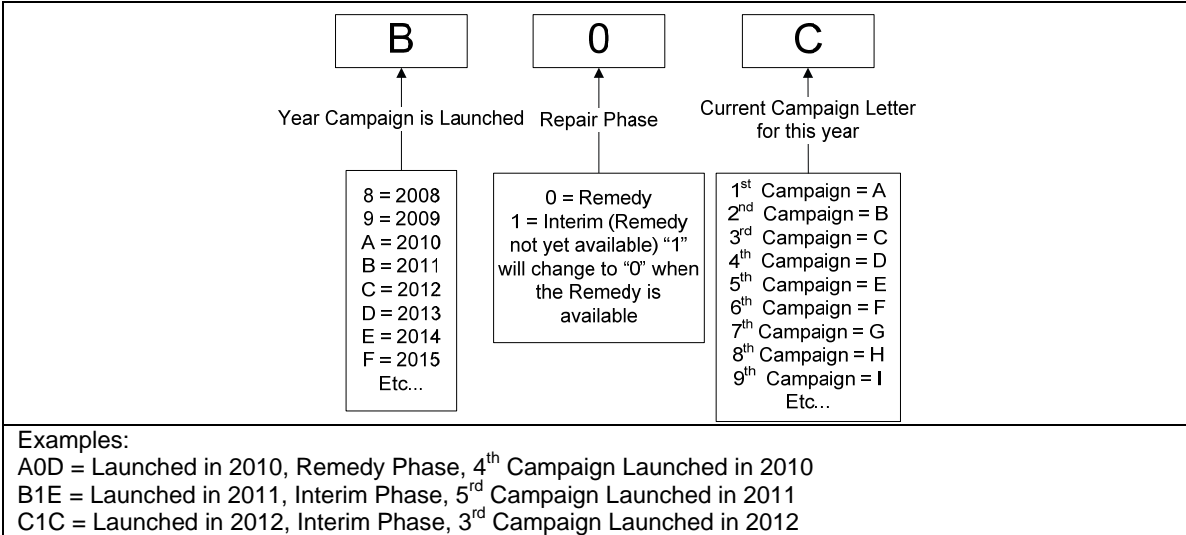 B 0 C
Year Campaign is Launched
Repair Phase
Current Campaign Letter
for this year
8 = 2008
9 = 2009
A = 2010
B = 2011
C = 2012
D = 2013
E = 2014
F = 2015
Etc...
0 = Remedy
1 = Interim (Remedy
not yet available) “1”
will change to “0” when
the Remedy is
available
1st Campaign = A
2nd Campaign = B
3rd Campaign = C
4th Campaign = D
5th Campaign = E
6th Campaign = F
7th Campaign = G
8th Campaign = H
9th Campaign = I
Etc...
Examples:
A0D = Launched in 2010, Remedy Phase, 4th Campaign Launched in 2010
B1E = Launched in 2011, Interim Phase, 5rd Campaign Launched in 2011
C1C = Launched in 2012, Interim Phase, 3rd Campaign Launched in 2012